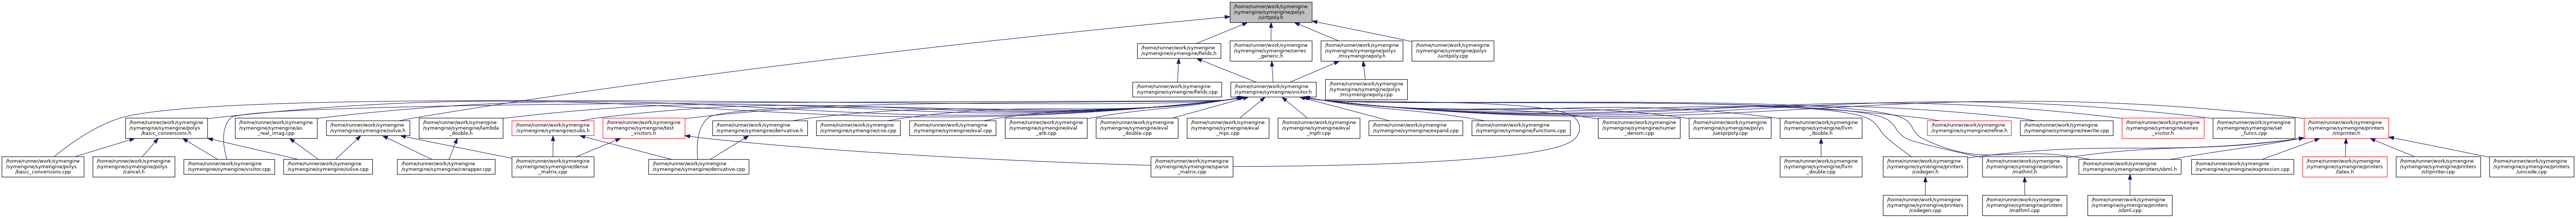 /home/runner/work/symengine
/symengine/symengine/polys
/uintpoly.h
/home/runner/work/symengine
/symengine/symengine/fields.h
/home/runner/work/symengine
/symengine/symengine/series
_generic.h
/home/runner/work/symengine
/symengine/symengine/polys
/msymenginepoly.h
/home/runner/work/symengine
/symengine/symengine/polys
/uintpoly.cpp
/home/runner/work/symengine
/symengine/symengine/fields.cpp
/home/runner/work/symengine
/symengine/symengine/visitor.h
/home/runner/work/symengine
/symengine/symengine/polys
/msymenginepoly.cpp
/home/runner/work/symengine
/symengine/symengine/polys
/basic_conversions.h
/home/runner/work/symengine
/symengine/symengine/as
_real_imag.cpp
/home/runner/work/symengine
/symengine/symengine/solve.h
/home/runner/work/symengine
/symengine/symengine/lambda
_double.h
/home/runner/work/symengine
/symengine/symengine/subs.h
/home/runner/work/symengine
/symengine/symengine/test
_visitors.h
/home/runner/work/symengine
/symengine/symengine/derivative.h
/home/runner/work/symengine
/symengine/symengine/cse.cpp
/home/runner/work/symengine
/symengine/symengine/eval.cpp
/home/runner/work/symengine
/symengine/symengine/eval
_arb.cpp
/home/runner/work/symengine
/symengine/symengine/eval
_double.cpp
/home/runner/work/symengine
/symengine/symengine/eval
_mpc.cpp
/home/runner/work/symengine
/symengine/symengine/eval
_mpfr.cpp
/home/runner/work/symengine
/symengine/symengine/expand.cpp
/home/runner/work/symengine
/symengine/symengine/functions.cpp
/home/runner/work/symengine
/symengine/symengine/numer
_denom.cpp
/home/runner/work/symengine
/symengine/symengine/polys
/uexprpoly.cpp
/home/runner/work/symengine
/symengine/symengine/llvm
_double.h
/home/runner/work/symengine
/symengine/symengine/refine.h
/home/runner/work/symengine
/symengine/symengine/rewrite.cpp
/home/runner/work/symengine
/symengine/symengine/series
_visitor.h
/home/runner/work/symengine
/symengine/symengine/set
_funcs.cpp
/home/runner/work/symengine
/symengine/symengine/printers
/strprinter.h
/home/runner/work/symengine
/symengine/symengine/polys
/basic_conversions.cpp
/home/runner/work/symengine
/symengine/symengine/polys
/cancel.h
/home/runner/work/symengine
/symengine/symengine/visitor.cpp
/home/runner/work/symengine
/symengine/symengine/solve.cpp
/home/runner/work/symengine
/symengine/symengine/cwrapper.cpp
/home/runner/work/symengine
/symengine/symengine/dense
_matrix.cpp
/home/runner/work/symengine
/symengine/symengine/derivative.cpp
/home/runner/work/symengine
/symengine/symengine/sparse
_matrix.cpp
/home/runner/work/symengine
/symengine/symengine/llvm
_double.cpp
/home/runner/work/symengine
/symengine/symengine/printers
/codegen.h
/home/runner/work/symengine
/symengine/symengine/printers
/mathml.h
/home/runner/work/symengine
/symengine/symengine/printers/sbml.h
/home/runner/work/symengine
/symengine/symengine/expression.cpp
/home/runner/work/symengine
/symengine/symengine/printers
/latex.h
/home/runner/work/symengine
/symengine/symengine/printers
/strprinter.cpp
/home/runner/work/symengine
/symengine/symengine/printers
/unicode.cpp
/home/runner/work/symengine
/symengine/symengine/printers
/codegen.cpp
/home/runner/work/symengine
/symengine/symengine/printers
/mathml.cpp
/home/runner/work/symengine
/symengine/symengine/printers
/sbml.cpp